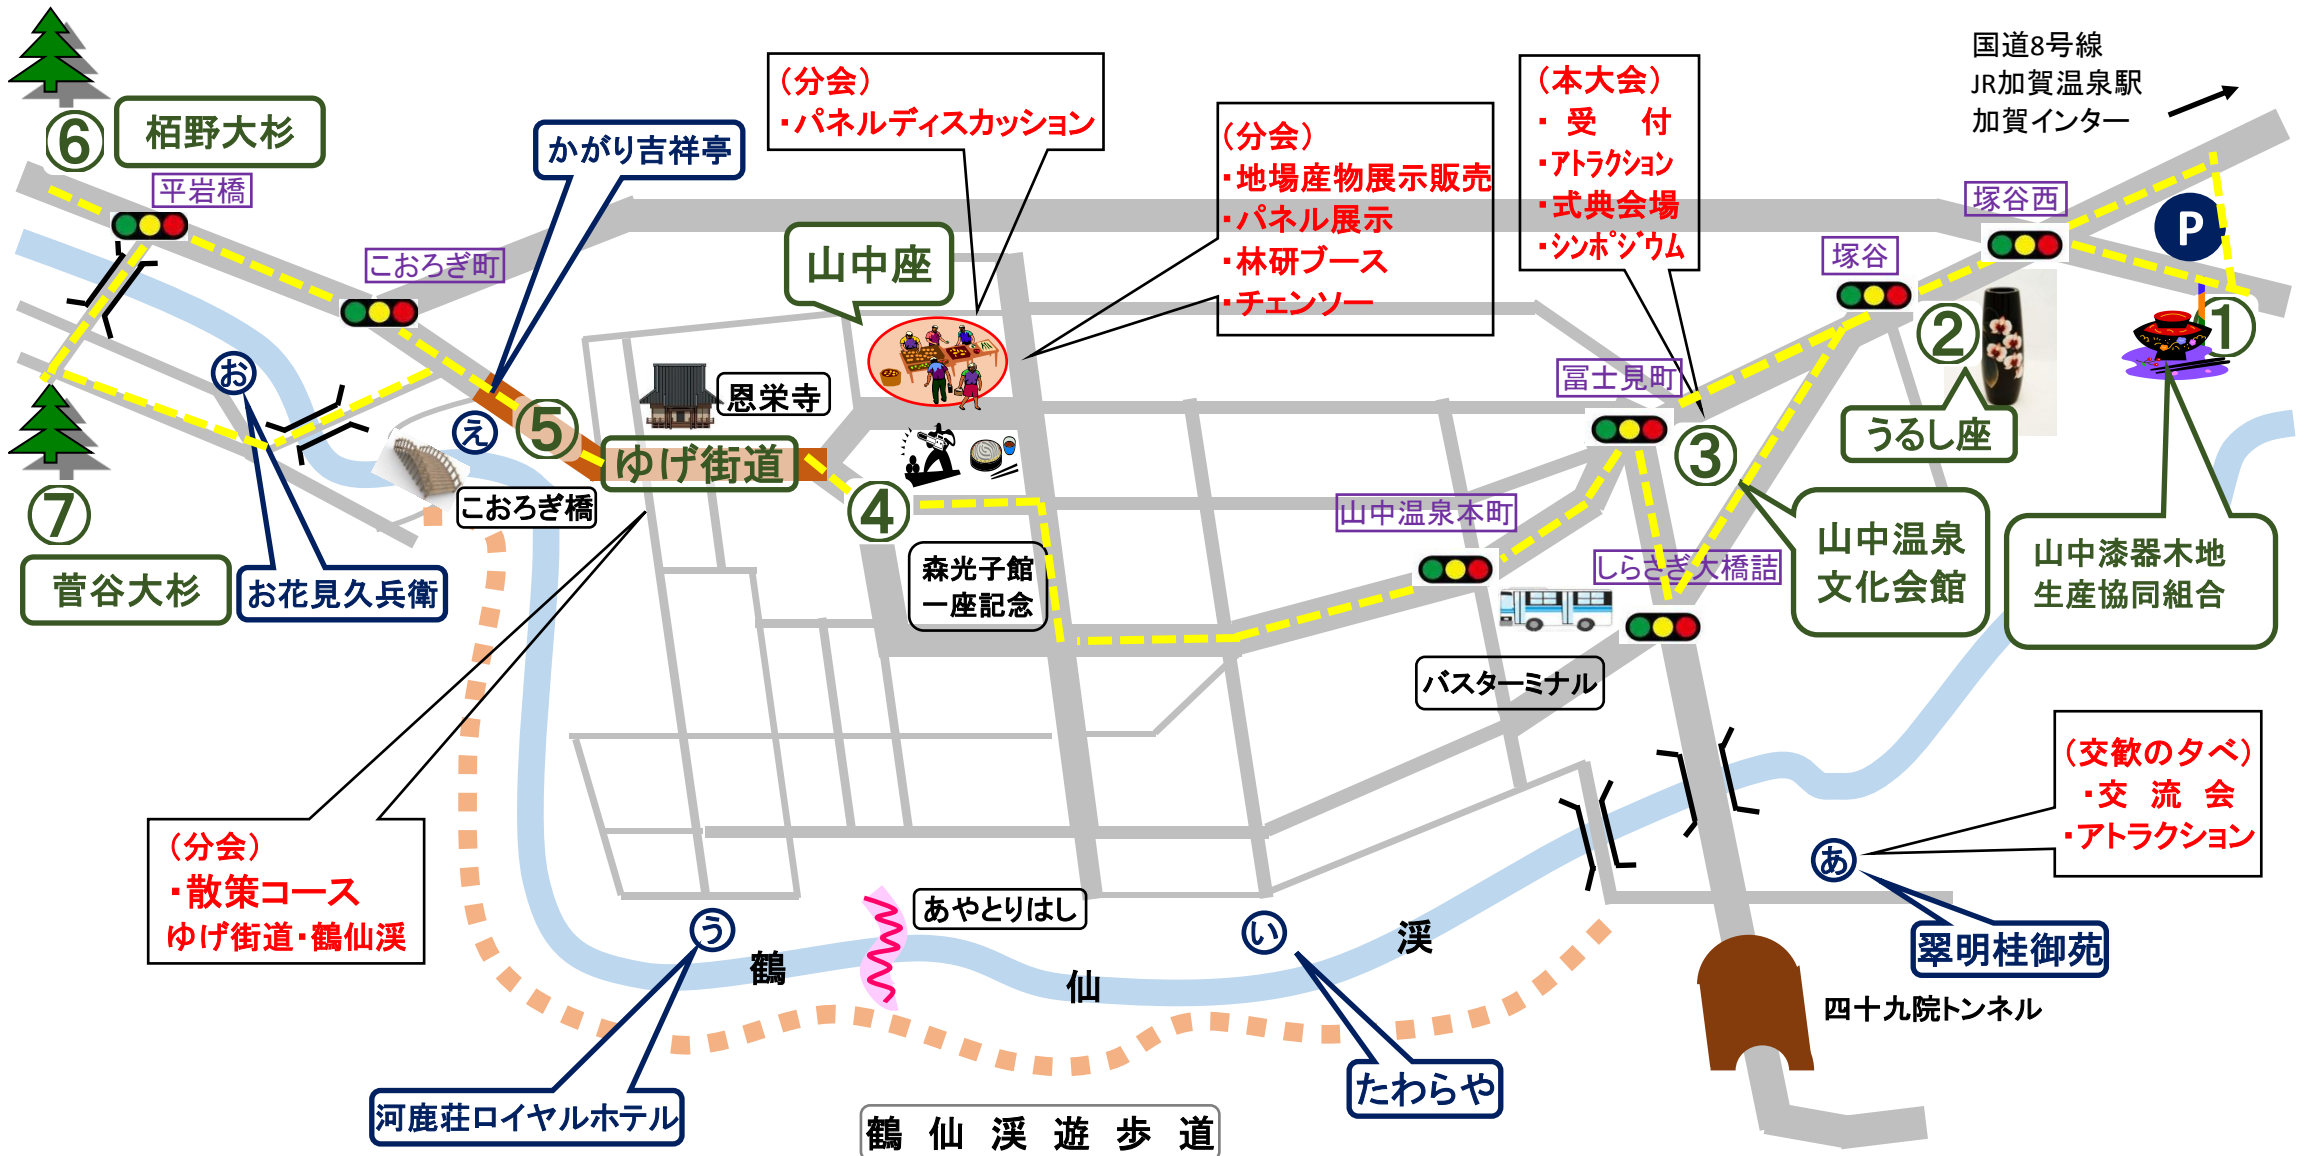 国道8号線
JR加賀温泉駅
加賀インター
(分会)
・パネルディスカッション
(本大会)
・受 付
・アトラクション
・式典会場
・シンポジウム
(分会)
・地場産物展示販売
・パネル展示
・林研ブース
・チェンソー
⑥
栢野大杉
平岩橋
かがり吉祥亭
こおろぎ町
山中座
塚谷西
P
塚谷
①
②
うるし座
冨士見町
③
お
恩栄寺
え
⑤
ゆげ街道
④
こおろぎ橋
山中温泉本町
しらさぎ大橋詰
山中温泉
文化会館
山中漆器木地
生産協同組合
⑦
菅谷大杉
お花見久兵衛
森光子館
一座記念
バスターミナル
(交歓の夕べ)
・交 流 会
・アトラクション
あ
翠明桂御苑
(分会)
・散策コース
ゆげ街道・鶴仙渓
う
あやとりはし
い
鶴 仙 渓
四十九院トンネル
河鹿荘ロイヤルホテル
たわらや
鶴 仙 渓 遊 歩 道